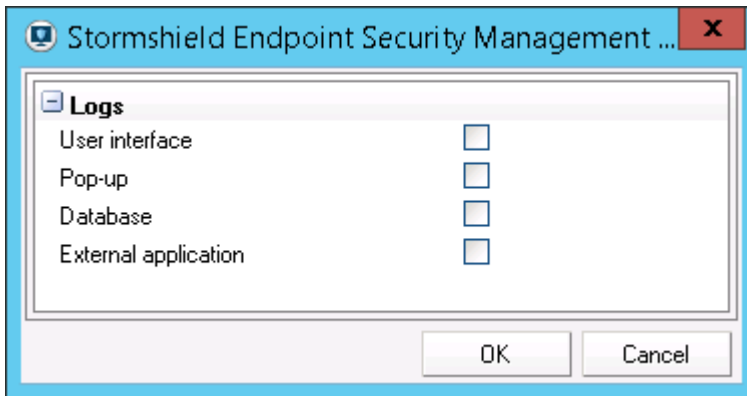 Stormshield Endpoint Security Management ...
Logs
User interface
Pop-up
Database
External application
OK Cancel